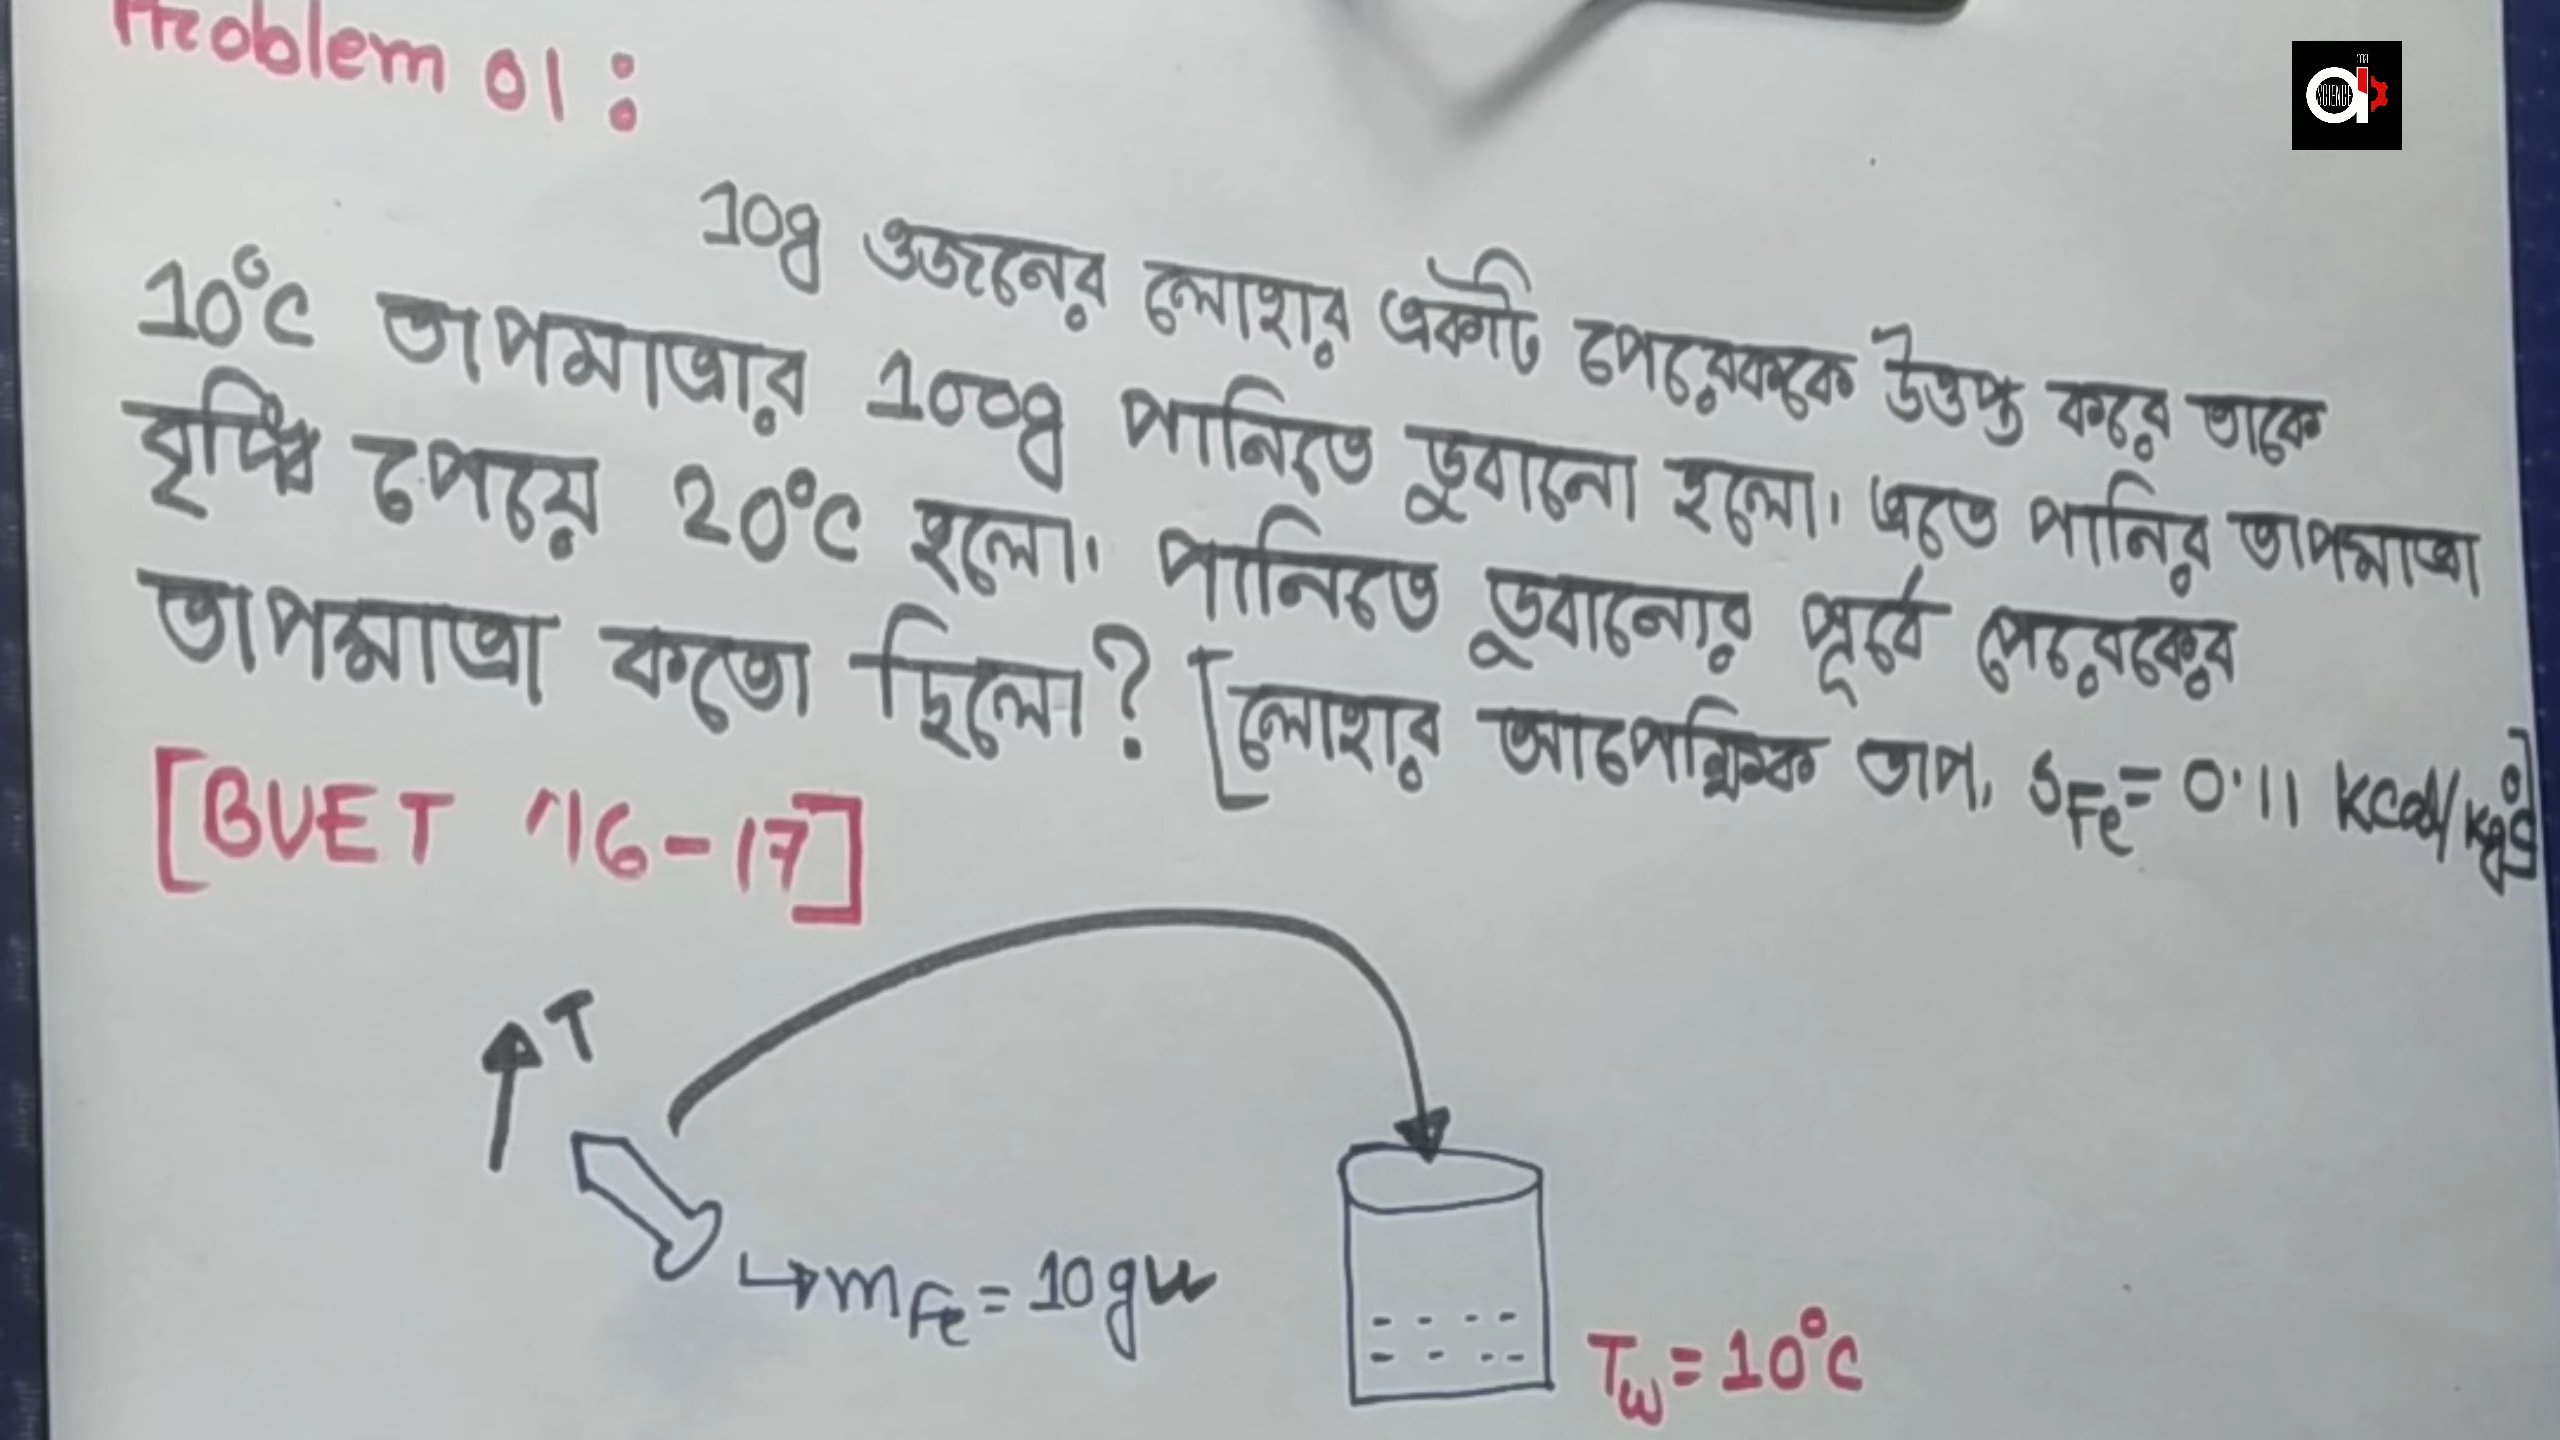 Problem 01 :
10g ওজনের লোহার একটি পেরেককে উত্তপ্ত করে তাকে
10°C তাপমাত্রার 100g পানিতে ডুবানো হলো। এতে পানির তাপমাত্রা
বৃদ্ধি পেয়ে 20°C হলো। পানিতে ডুবানোর পূর্বে পেরেকের
তাপমাত্রা কতো ছিলো? [লোহার আপেক্ষিক তাপ, SFe = 0.11 kcal/kg°C]
[BUET '16-17]
T
mFe = 10gw
Tw = 10°C
SCIENCE